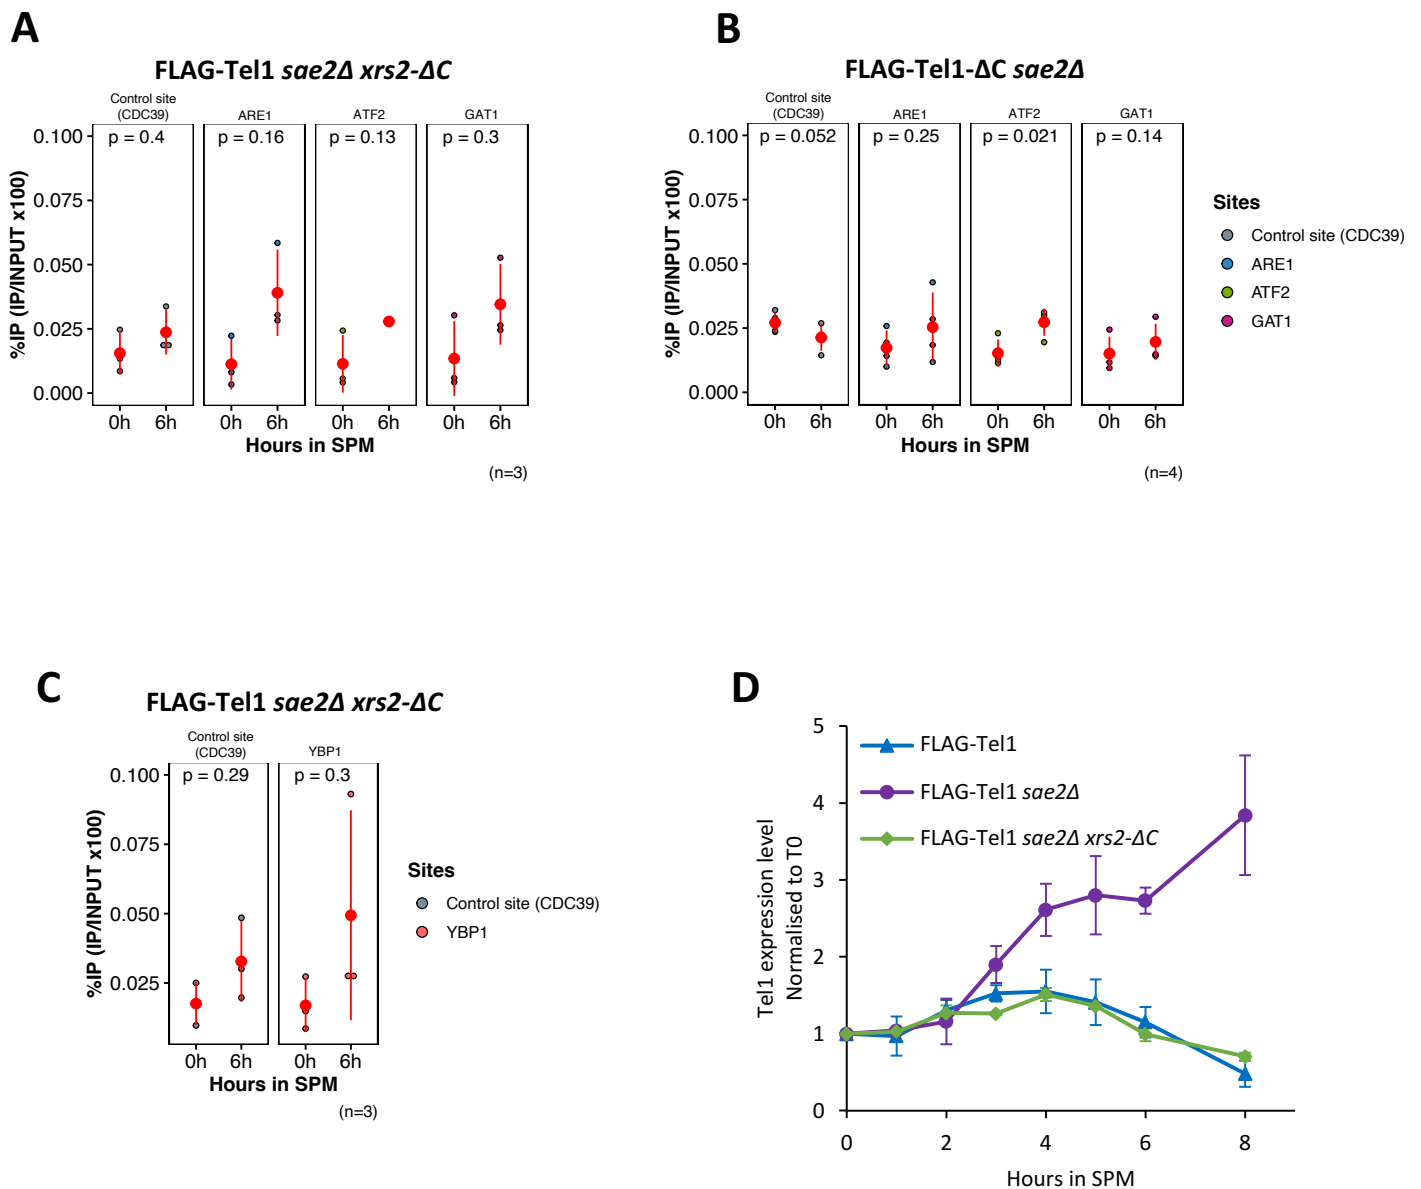 A
FLAG-Tel1 sae2Δ xrs2-ΔC
Control site
(CDC39)
ARE1
ATF2
GAT1
p = 0.4
p = 0.16
p = 0.13
p = 0.3
0.100
0.075
0.050
0.025
0.000
%IP (IP/INPUT x100)
0h 6h 0h 6h 0h 6h 0h 6h
Hours in SPM
(n=3)
B
FLAG-Tel1-ΔC sae2Δ
Control site
(CDC39)
ARE1
ATF2
GAT1
p = 0.052
p = 0.25
p = 0.021
p = 0.14
0.100
0.075
0.050
0.025
0.000
%IP (IP/INPUT x100)
0h 6h 0h 6h 0h 6h 0h 6h
Hours in SPM
(n=4)
Sites
Control site (CDC39)
ARE1
ATF2
GAT1
C
FLAG-Tel1 sae2Δ xrs2-ΔC
Control site
(CDC39)
YBP1
p = 0.29
p = 0.3
0.100
0.075
0.050
0.025
%IP (IP/INPUT x100)
0h 6h 0h 6h
Hours in SPM
(n=3)
Sites
Control site (CDC39)
YBP1
D
FLAG-Tel1
FLAG-Tel1 sae2Δ
FLAG-Tel1 sae2Δ xrs2-ΔC
5
4
3
2
1
0
Tel1 expression level
Normalised to T0
0 2 4 6 8
Hours in SPM